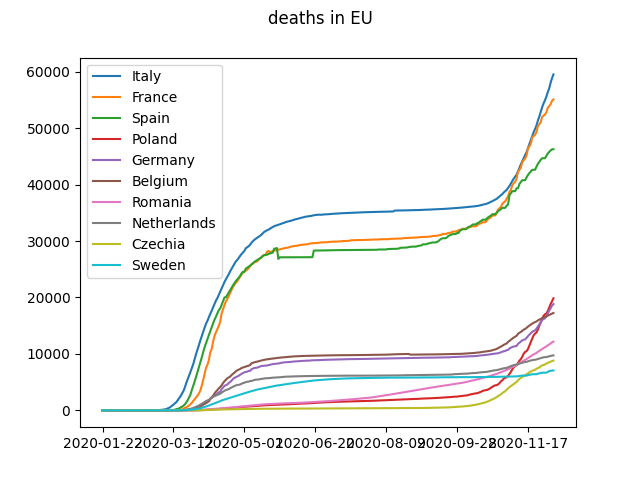 deaths in EU
60000
50000
40000
30000
20000
10000
0
Italy
France
Spain
Poland
Germany
Belgium
Romania
Netherlands
Czechia
Sweden
2020-01-22 2020-03-12 2020-05-01 2020-06-20 2020-08-09 2020-09-28 2020-11-17